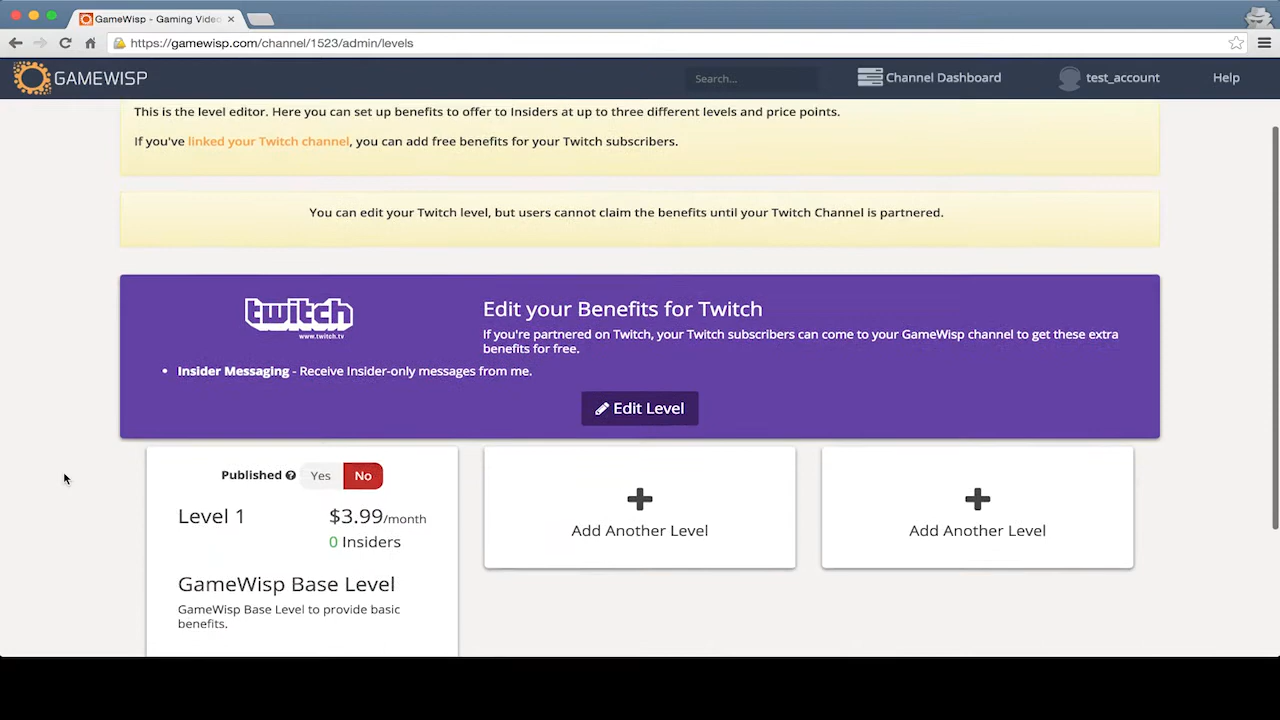 GameWisp - Gaming Video
https://gamewisp.com/channel/1523/admin/levels
GAMEWISP
Search...
Channel Dashboard
test_account
Help
This is the level editor. Here you can set up benefits to offer to Insiders at up to three different levels and price points.
If you've linked your Twitch channel, you can add free benefits for your Twitch subscribers.
You can edit your Twitch level, but users cannot claim the benefits until your Twitch Channel is partnered.
twitch
www.twitch.tv
Edit your Benefits for Twitch
If you're partnered on Twitch, your Twitch subscribers can come to your GameWisp channel to get these extra
benefits for free.
• Insider Messaging - Receive Insider-only messages from me.
Edit Level
Published Yes No
Level 1 $3.99/month
0 Insiders
GameWisp Base Level
GameWisp Base Level to provide basic
benefits.
Add Another Level
Add Another Level